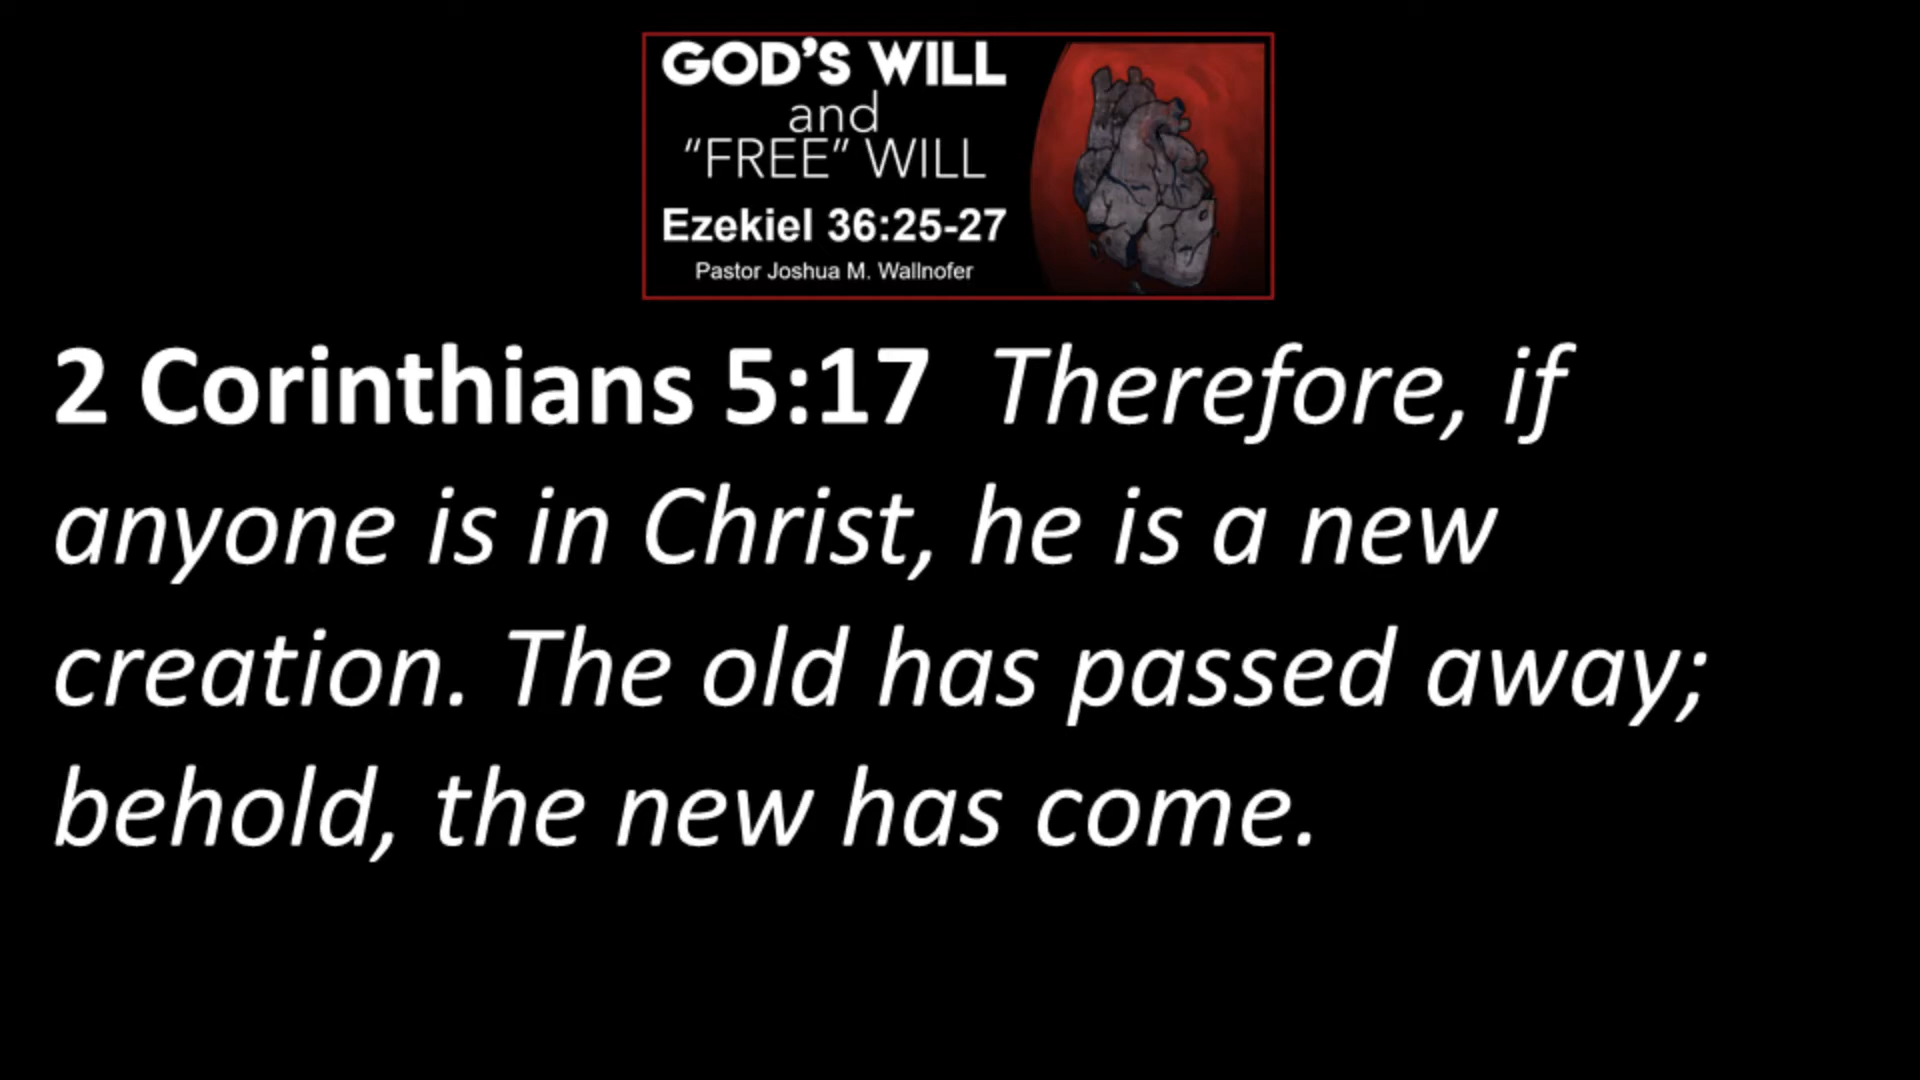 GOD'S WILL
and
"FREE" WILL
Ezekiel 36:25-27
Pastor Joshua M. Wallnofer
2 Corinthians 5:17 Therefore, if
anyone is in Christ, he is a new
creation. The old has passed away;
behold, the new has come.